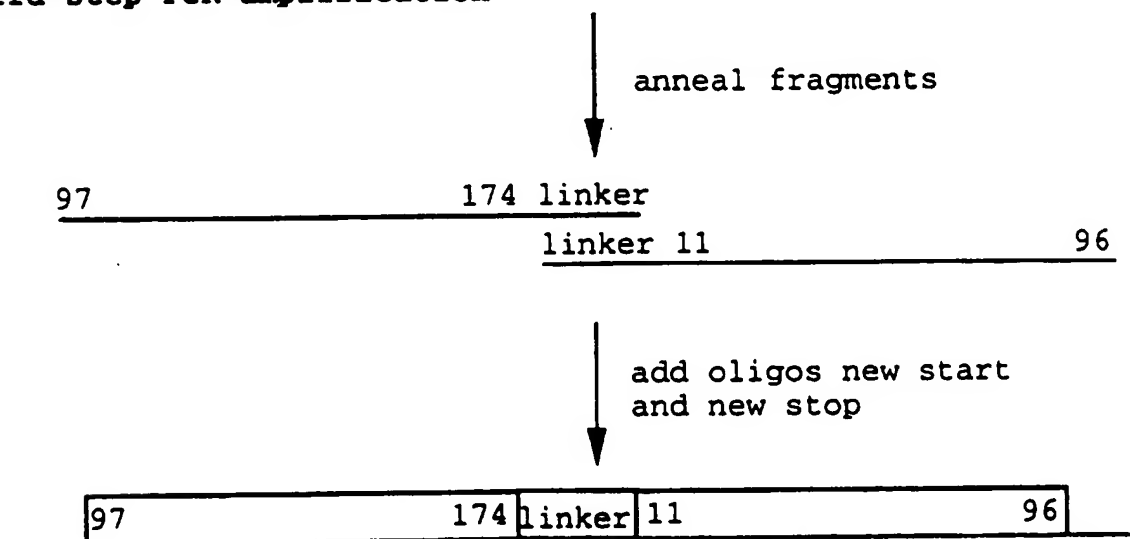 anneal fragments
97 174 linker
linker 11 96
add oligos new start
and new stop
97 174 linker 11 96